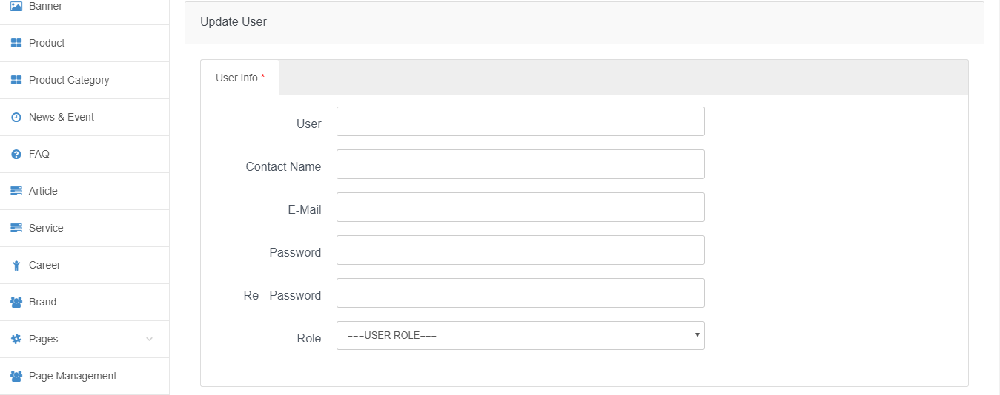 Banner
Product
Product Category
News & Event
FAQ
Article
Service
Career
Brand
Pages
Page Management
Update User
User Info *
User
Contact Name
E-Mail
Password
Re - Password
Role
===USER ROLE===